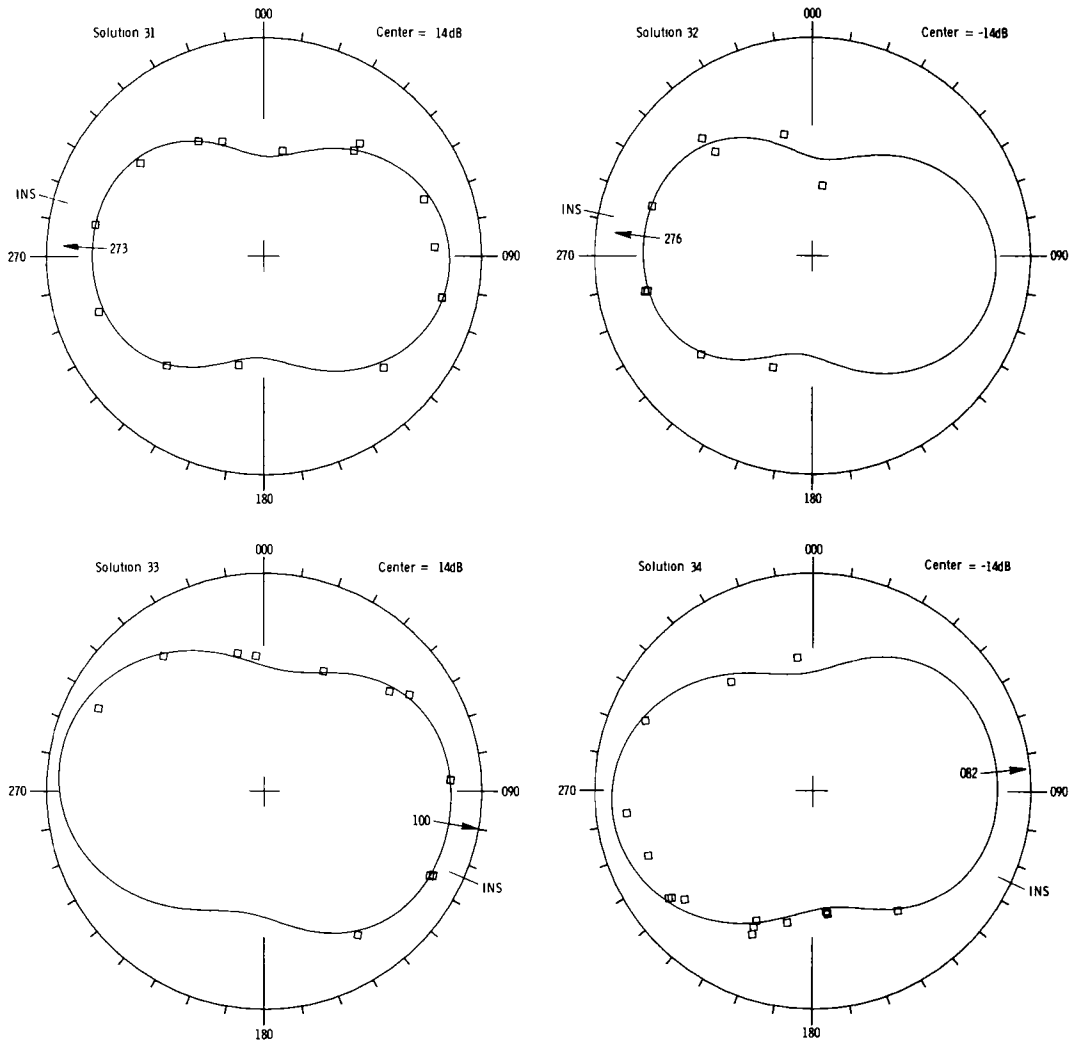 000
Solution 31
Center = 14dB
INS
273
270
090
180
000
Solution 32
Center = -14dB
INS
276
270
090
180
000
Solution 33
Center = 14dB
270
090
100
INS
180
000
Solution 34
Center = -14dB
082
270
090
INS
180